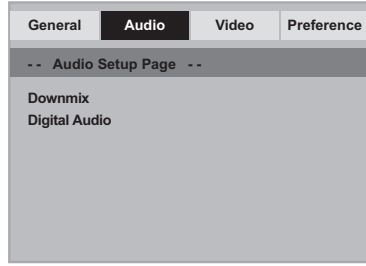 General Audio Video Preference
-- Audio Setup Page --
Downmix
Digital Audio